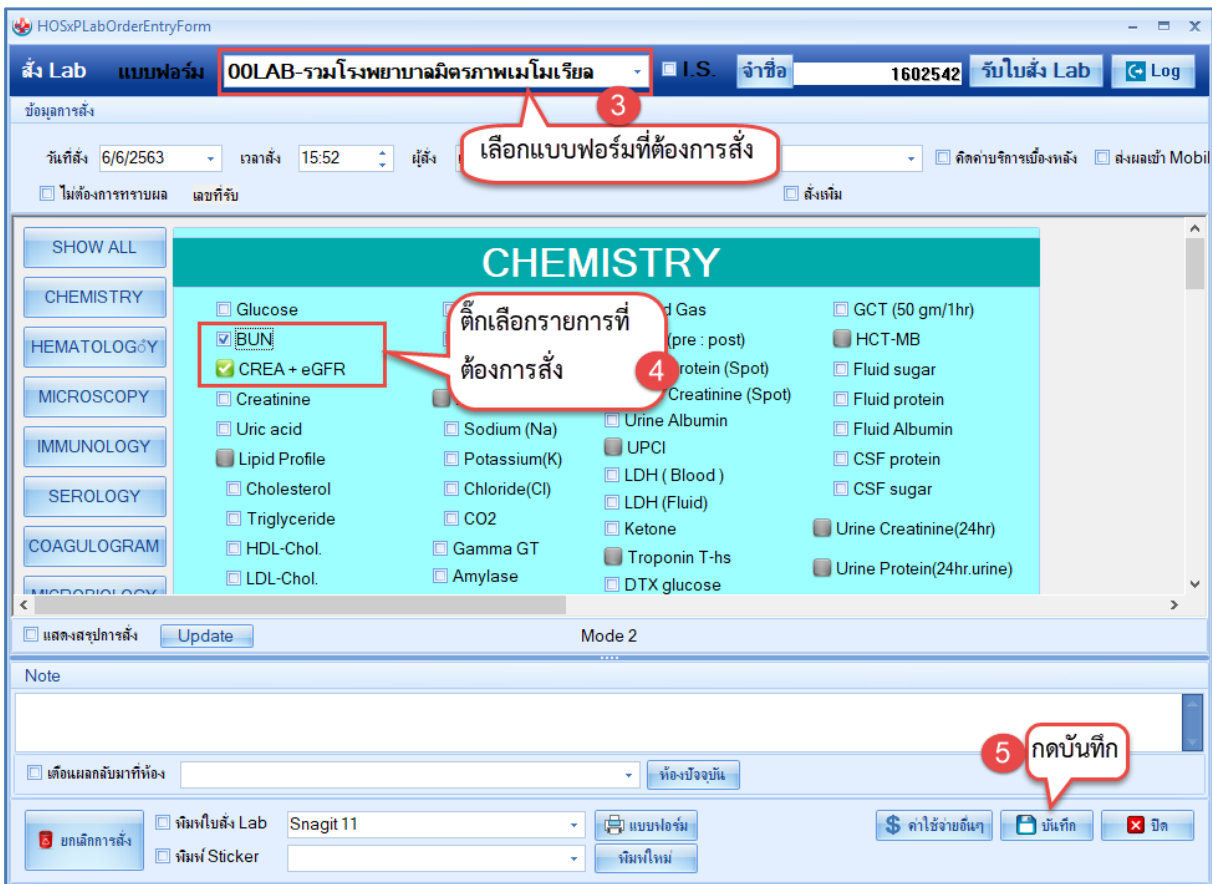 HOSxPLabOrderEntryForm
สั่ง Lab แบบฟอร์ม 00LAB-รวมโรงพยาบาลมิตรภาพเมโมเรียล I.S. จำชื่อ 1602542 รับใบสั่ง Lab Log
3
ข้อมูลการสั่ง
เลือกแบบฟอร์มที่ต้องการสั่ง
วันที่สั่ง 6/6/2563 เวลาสั่ง 15:52 ผู้สั่ง คิดค่าบริการเบื้องหลัง ส่งผลเข้า Mobil
ไม่ต้องการทราบผล เลขที่รับ สั่งเพิ่ม
SHOW ALL
CHEMISTRY
HEMATOLOGYื
MICROSCOPY
IMMUNOLOGY
SEROLOGY
COAGULOGRAM
MICROBIOLOGY
CHEMISTRY
Glucose
BUN
CREA + eGFR
Creatinine
Uric acid
Lipid Profile
Cholesterol
Triglyceride
HDL-Chol.
LDL-Chol.
ติ๊กเลือกรายการที่
ต้องการสั่ง
4
Sodium (Na)
Potassium(K)
Chloride(Cl)
CO2
Gamma GT
Amylase
Gas
(pre : post)
(Spot)
Creatinine (Spot)
Urine Albumin
UPCI
LDH ( Blood )
LDH (Fluid)
Ketone
Troponin T-hs
DTX glucose
GCT (50 gm/1hr)
HCT-MB
Fluid sugar
Fluid protein
Fluid Albumin
CSF protein
CSF sugar
Urine Creatinine(24hr)
Urine Protein(24hr.urine)
แสดงสรุปการสั่ง Update Mode 2
Note
5 กดบันทึก
เตือนผลกลับมาที่ห้อง ห้องปัจจุบัน
ยกเลิกการสั่ง พิมพ์ใบสั่ง Lab Snagit 11 แบบฟอร์ม ค่าใช้จ่ายอื่นๆ บันทึก ปิด
พิมพ์ Sticker พิมพ์ใหม่